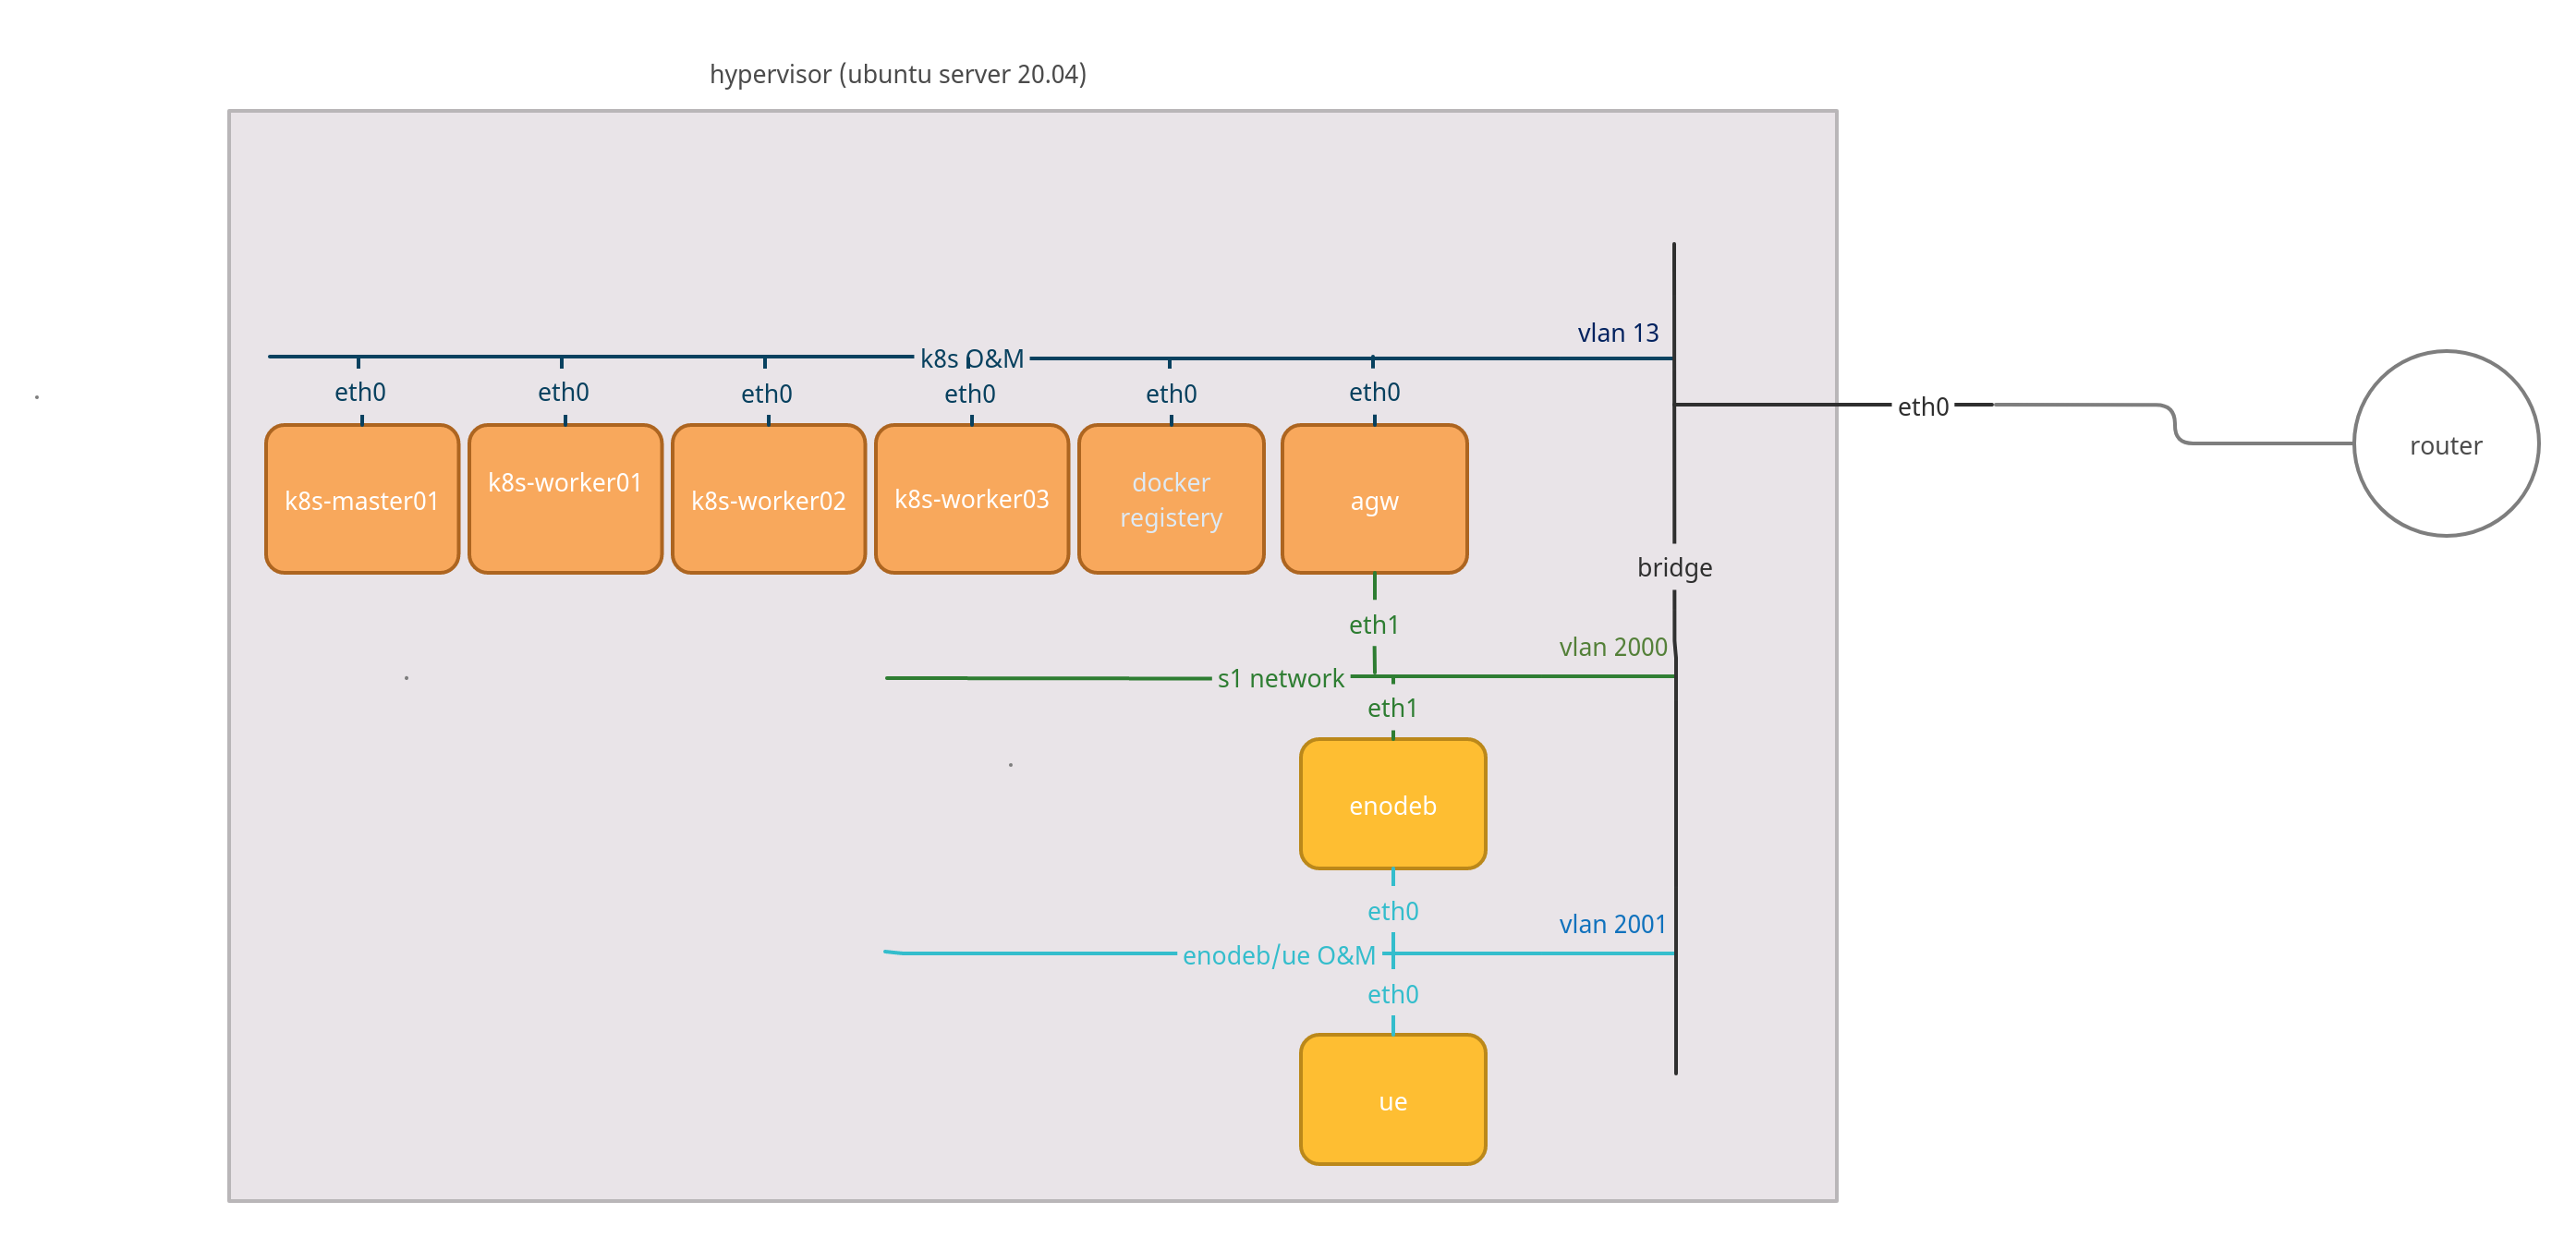 hypervisor (ubuntu server 20.04)
vlan 13
k8s O&M
eth0
eth0
eth0
eth0
eth0
eth0
eth0
k8s-master01
k8s-worker01
k8s-worker02
k8s-worker03
docker
registery
agw
router
bridge
eth1
vlan 2000
s1 network
eth1
enodeb
eth0
vlan 2001
enodeb/ue O&M
eth0
ue